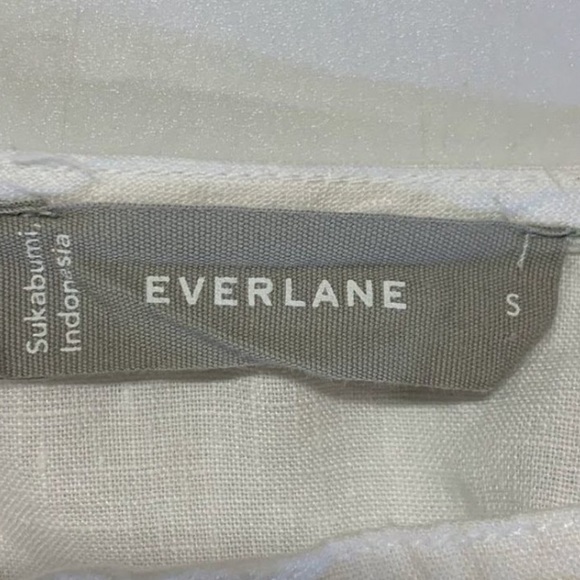 Sukabumi,
Indonesia
EVERLANE
S